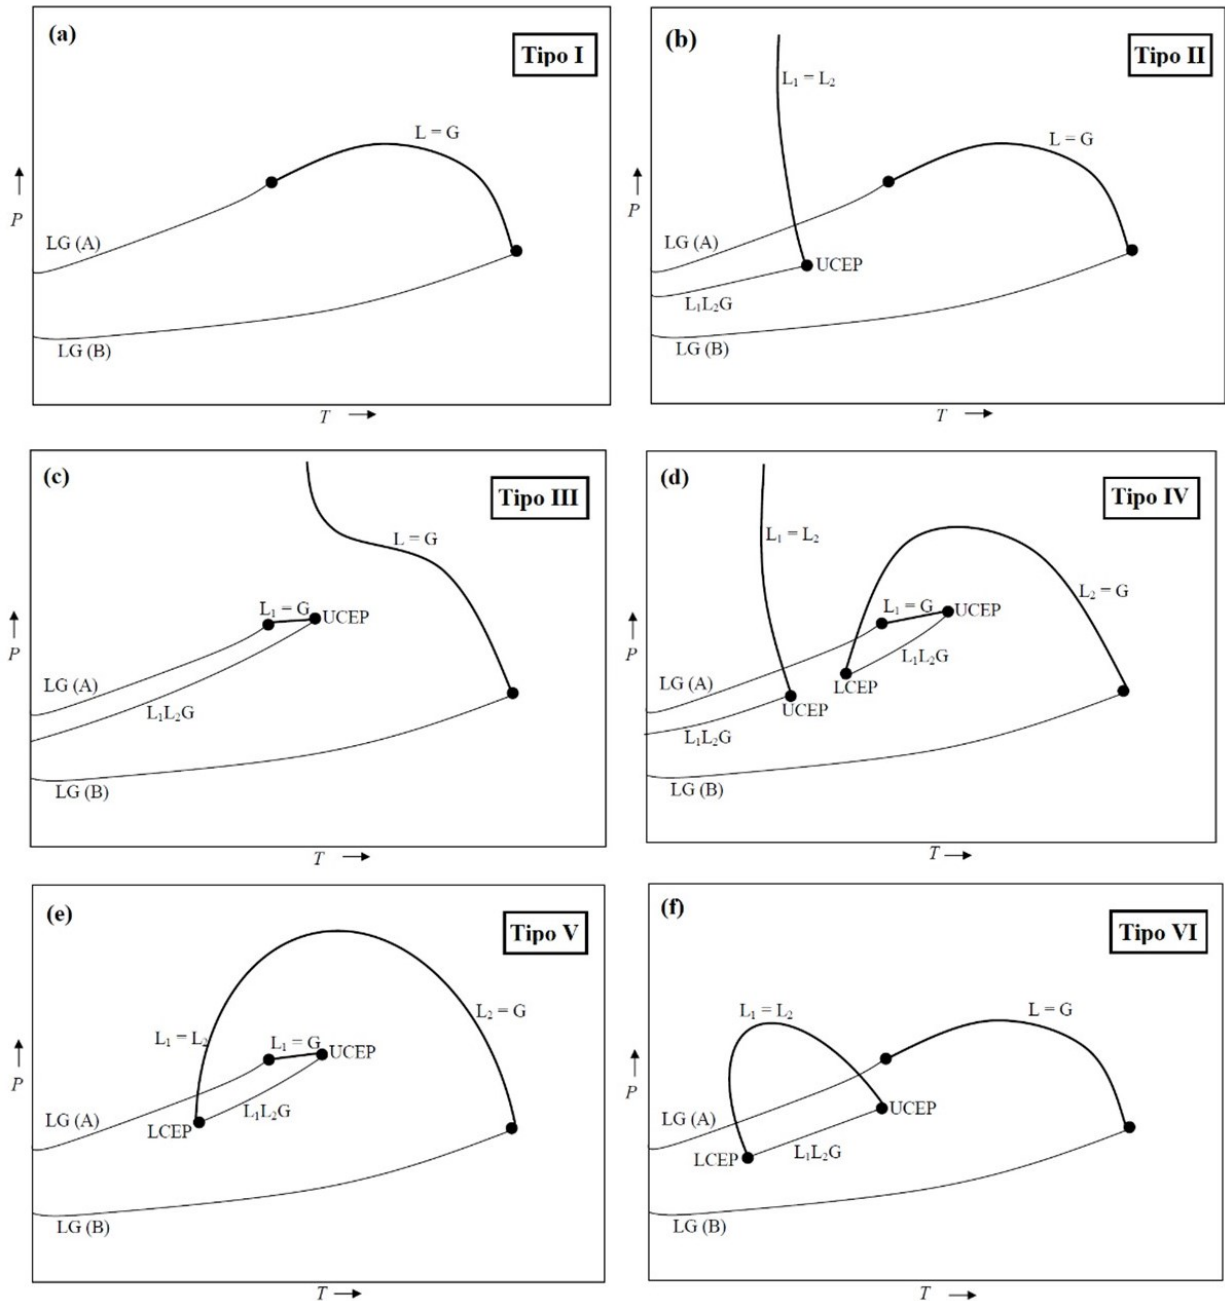 (a)
Tipo I
L = G
P
LG (A)
LG (B)
T
(b)
Tipo II
L₁ = L₂
L = G
P
LG (A)
UCEP
L₁L₂G
LG (B)
T
(c)
Tipo III
L = G
L₁ = G
UCEP
P
LG (A)
L₁L₂G
LG (B)
T
(d)
Tipo IV
L₁ = L₂
L₂ = G
L₁ = G
UCEP
P
L₁L₂G
LG (A)
LCEP
UCEP
L₁L₂G
LG (B)
T
(e)
Tipo V
L₂ = G
L₁ = L₂
L₁ = G
UCEP
P
L₁L₂G
LG (A)
LCEP
LG (B)
T
(f)
Tipo VI
L₁ = L₂
L = G
P
LG (A)
UCEP
L₁L₂G
LCEP
LG (B)
T